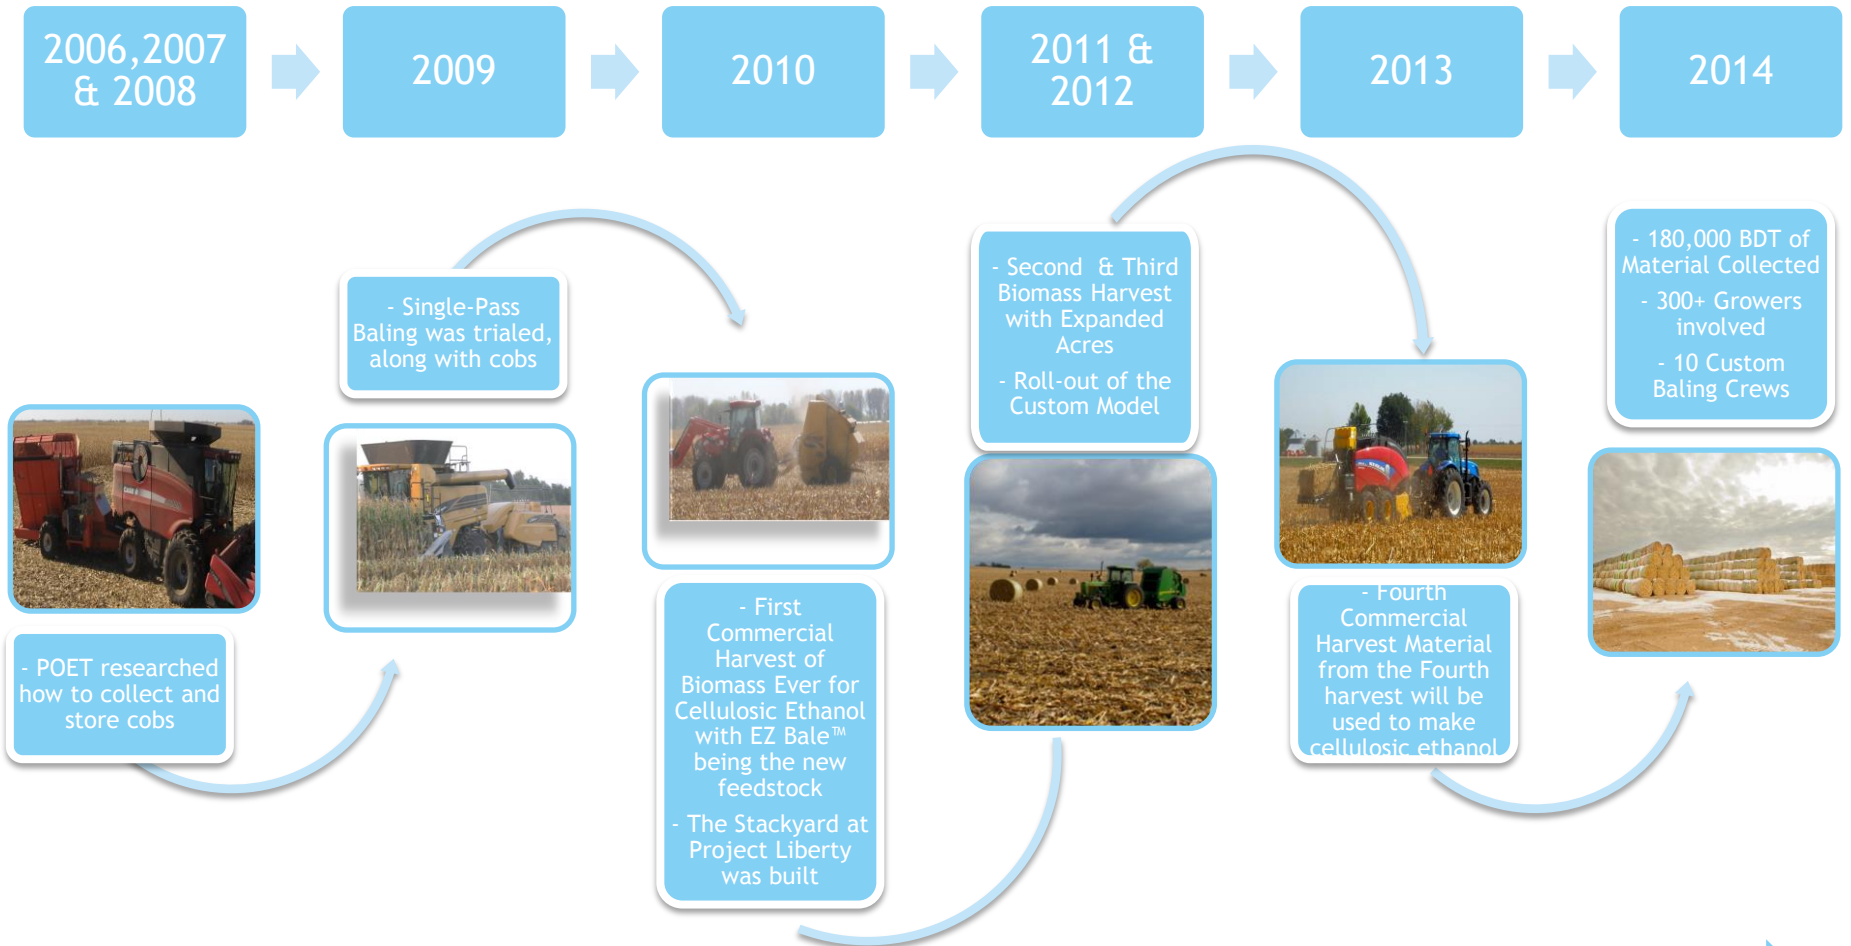 2006,2007
& 2008
2009
2010
2011 &
2012
2013
2014
- POET researched
how to collect and
store cobs
- Single-Pass
Baling was trialed,
along with cobs
- First
Commercial
Harvest of
Biomass Ever for
Cellulosic Ethanol
with EZ Bale™
being the new
feedstock
- The Stackyard at
Project Liberty
was built
- Second & Third
Biomass Harvest
with Expanded
Acres
- Roll-out of the
Custom Model
- Fourth
Commercial
Harvest Material
from the Fourth
harvest will be
used to make
cellulosic ethanol
- 180,000 BDT of
Material Collected
- 300+ Growers
involved
- 10 Custom
Baling Crews